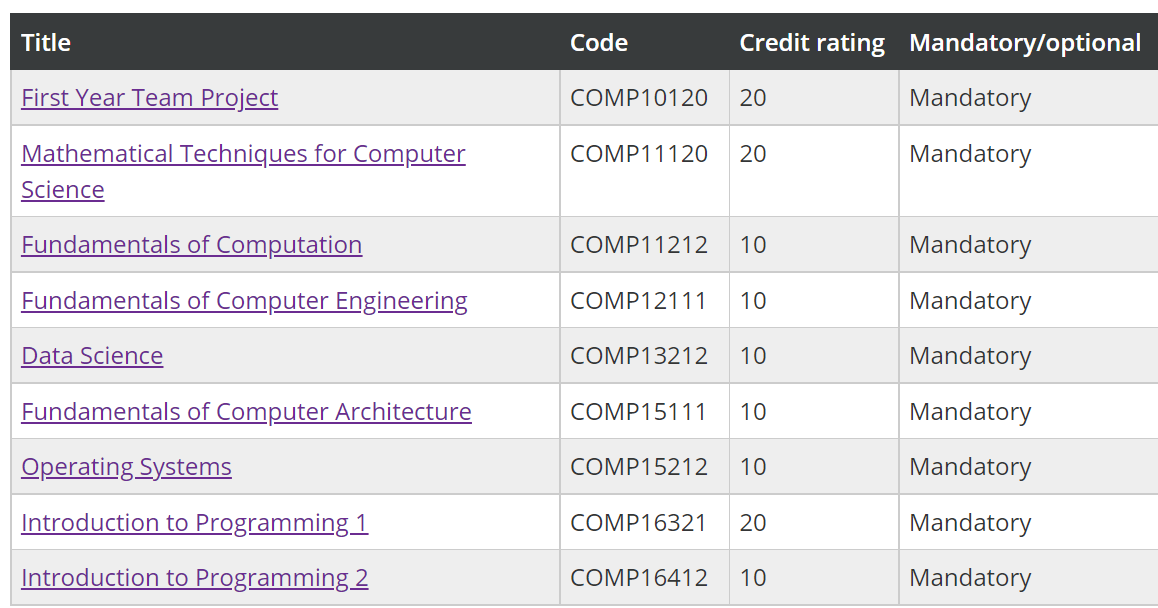 Title Code Credit rating Mandatory/optional
First Year Team Project COMP10120 20 Mandatory
Mathematical Techniques for Computer COMP11120 20 Mandatory
Science
Fundamentals of Computation COMP11212 10 Mandatory
Fundamentals of Computer Engineering COMP12111 10 Mandatory
Data Science COMP13212 10 Mandatory
Fundamentals of Computer Architecture COMP15111 10 Mandatory
Operating Systems COMP15212 10 Mandatory
Introduction to Programming 1 COMP16321 20 Mandatory
Introduction to Programming 2 COMP16412 10 Mandatory